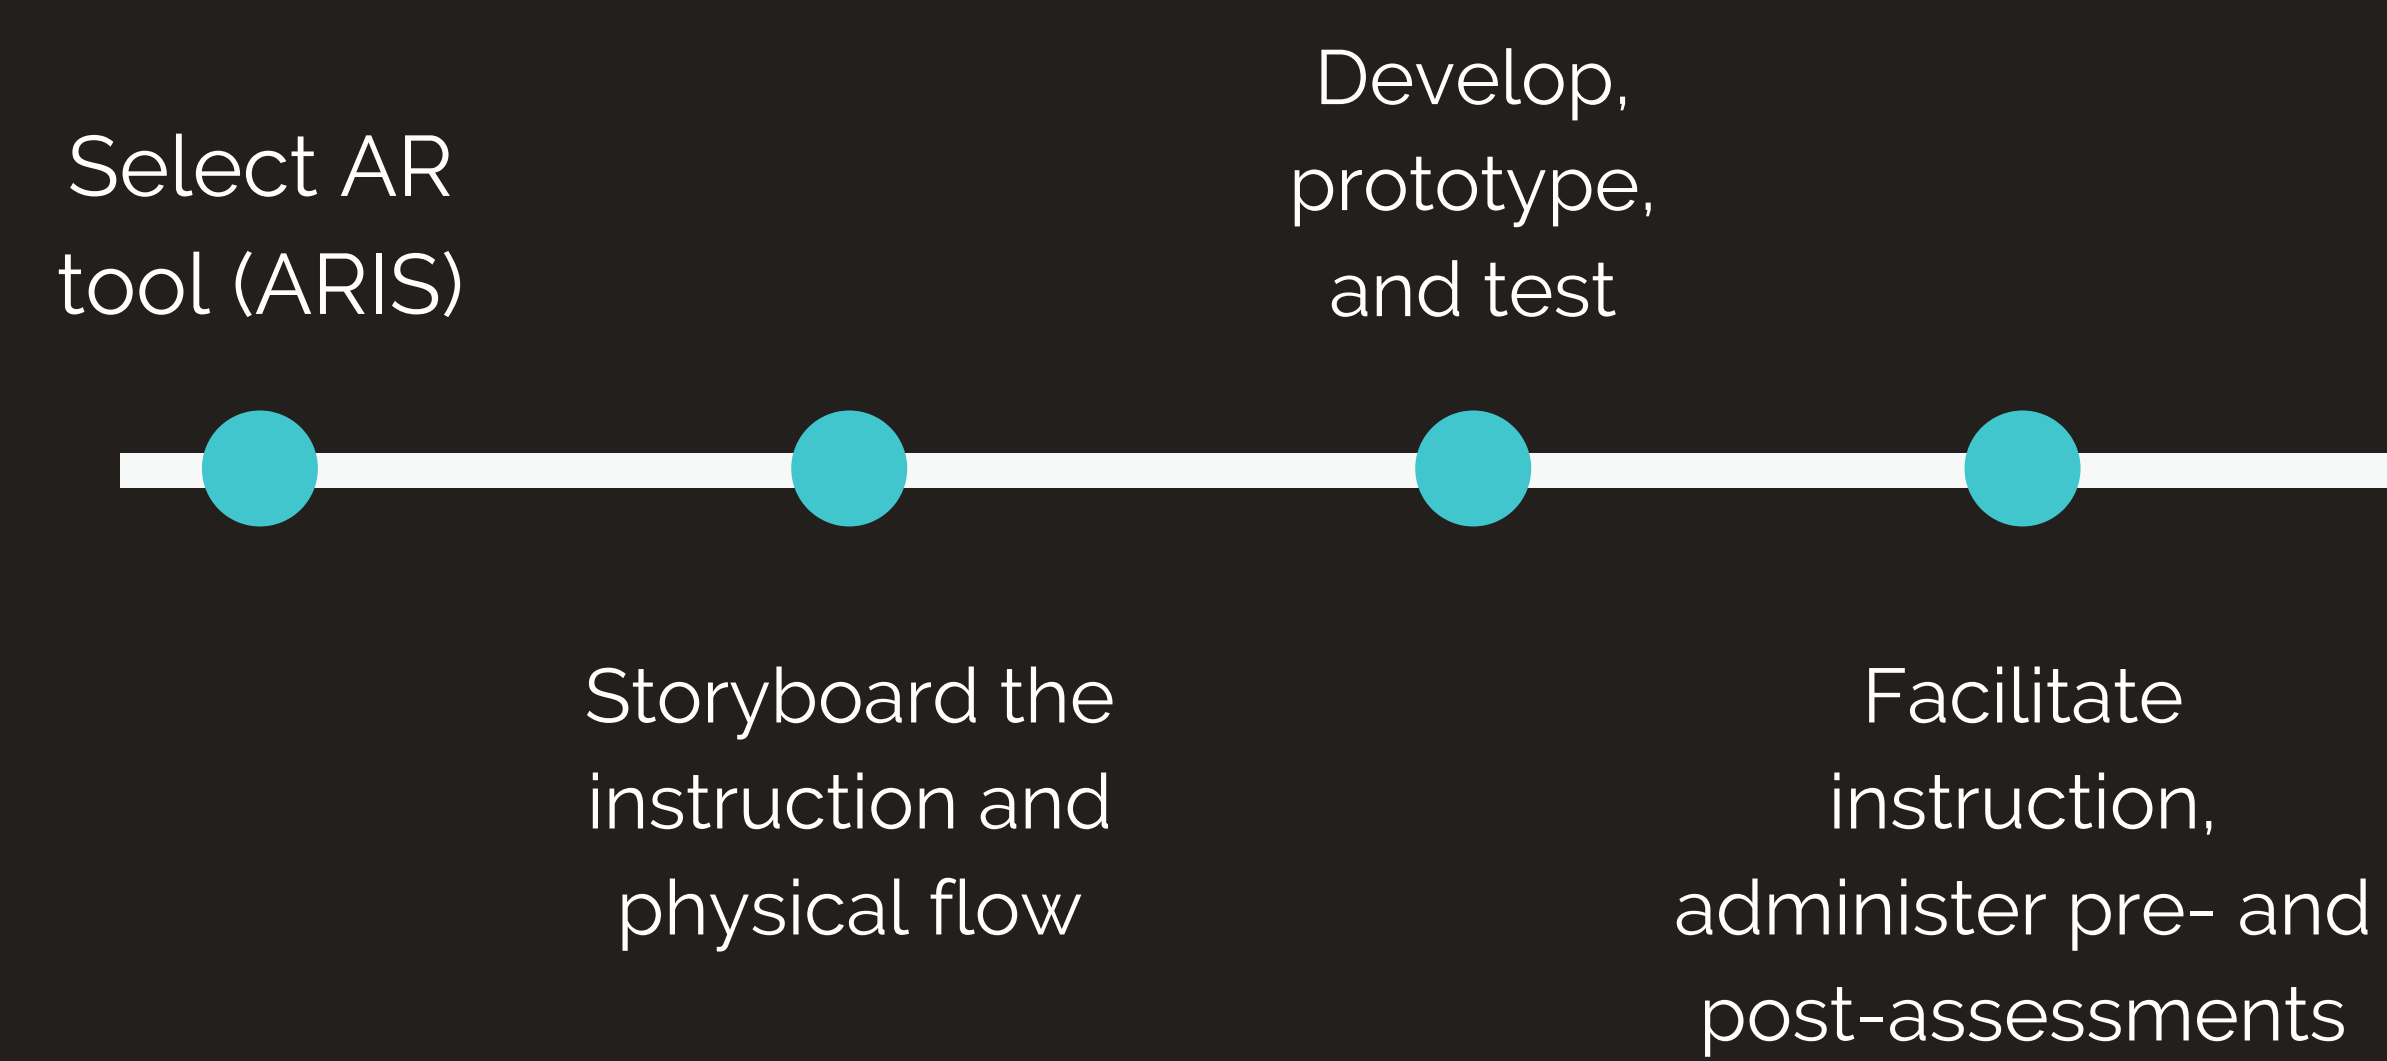 Select AR
tool (ARIS)
Storyboard the
instruction and
physical flow
Develop,
prototype,
and test
Facilitate
instruction,
administer pre- and
post-assessments